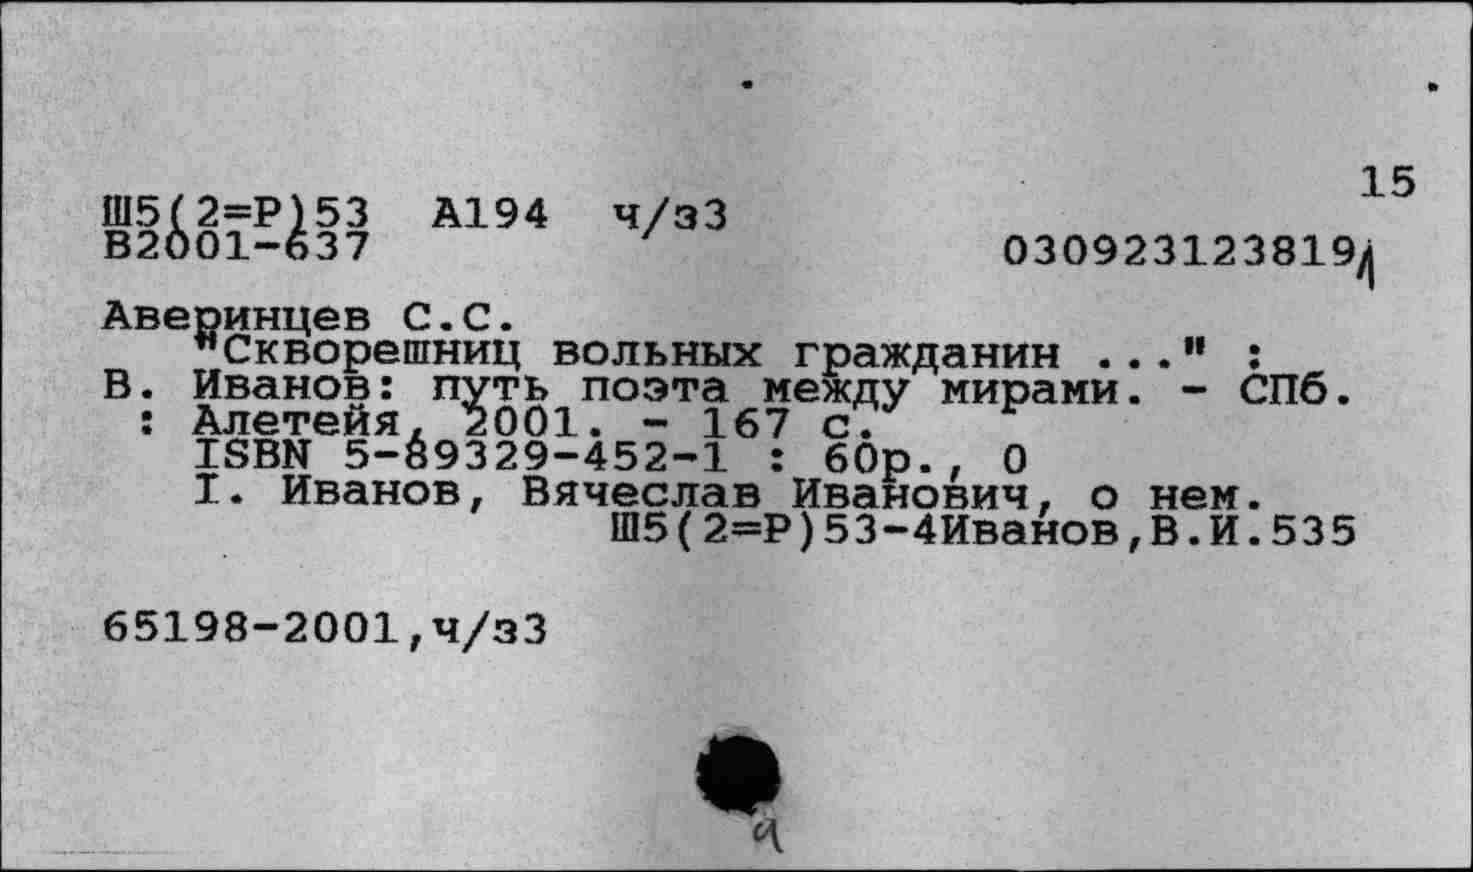 15
Ш5(2=Р)53 А194 ч/з3
В2001-637
030923123819Д
Аверинцев С.С.
"Скворешниц вольных гражданин ..." :
В. Иванов: путь поэта между мирами. - СПб.
: Алетейя, 2001. - 167 с.
ISBN 5-89329-452-1 : 60р., 0
I. Иванов, Вячеслав Иванович, о нем.
Ш5(2=Р)53-4Иванов,В.И.535
65198-2001,ч/з3